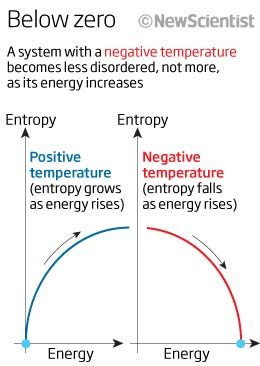 Below zero
©NewScientist
A system with a negative temperature
becomes less disordered, not more,
as its energy increases
Entropy
Entropy
Positive
temperature
(entropy grows
as energy rises)
Negative
temperature
(entropy falls
as energy rises)
Energy
Energy